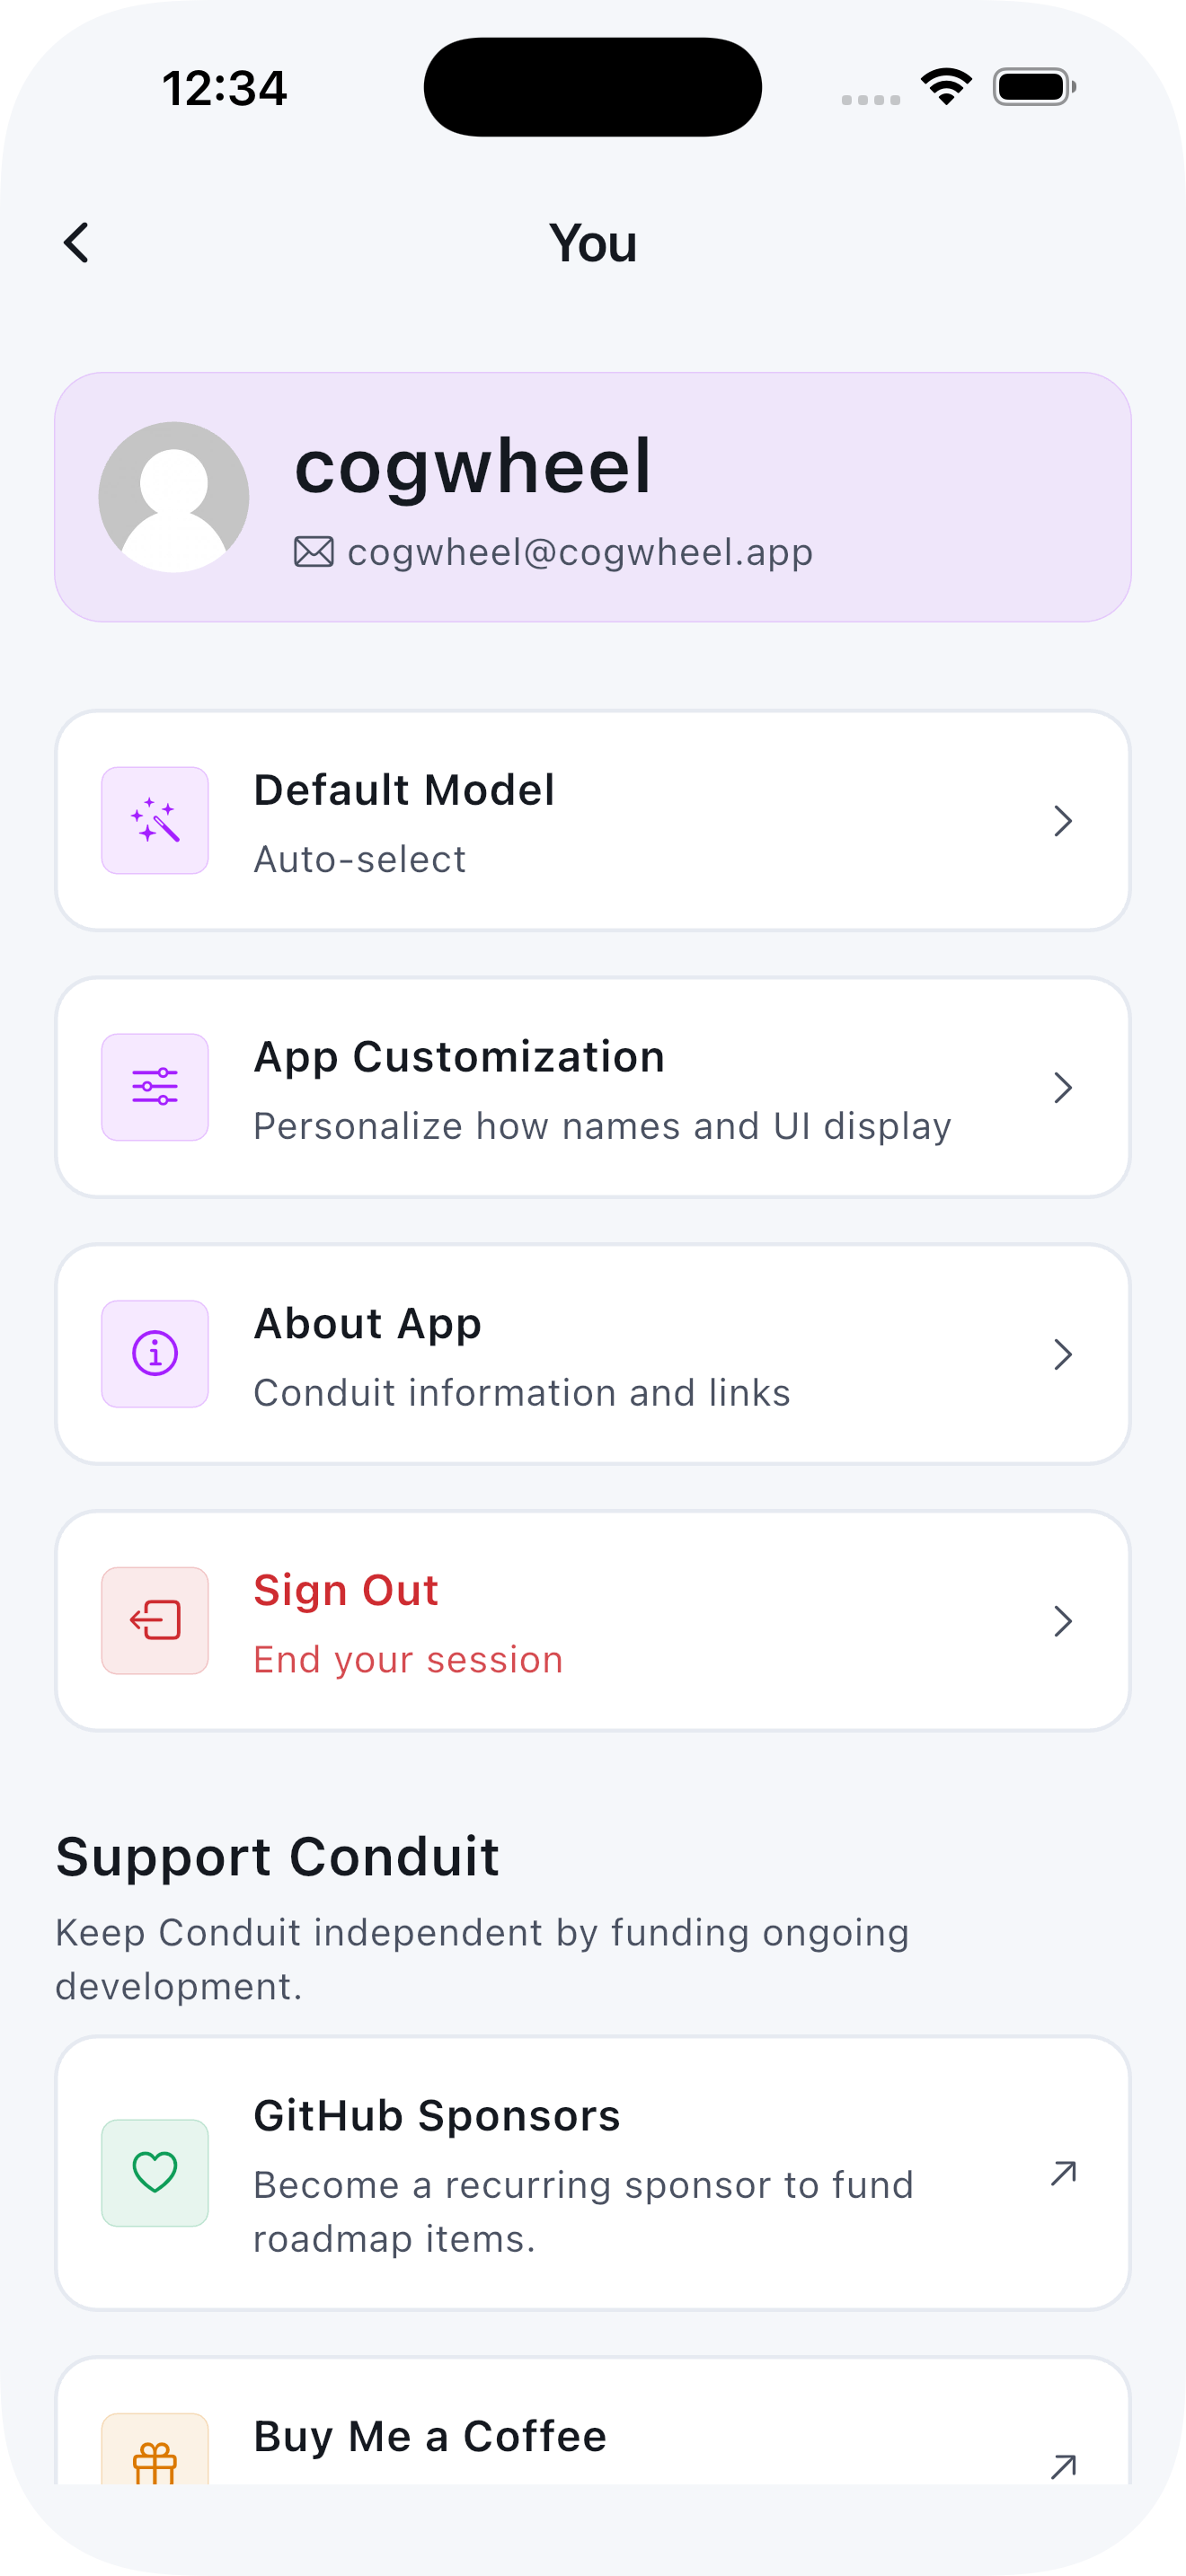 12:34
You
cogwheel
cogwheel@cogwheel.app
Default Model
Auto-select
App Customization
Personalize how names and UI display
About App
Conduit information and links
Sign Out
End your session
Support Conduit
Keep Conduit independent by funding ongoing
development.
GitHub Sponsors
Become a recurring sponsor to fund
roadmap items.
Buy Me a Coffee